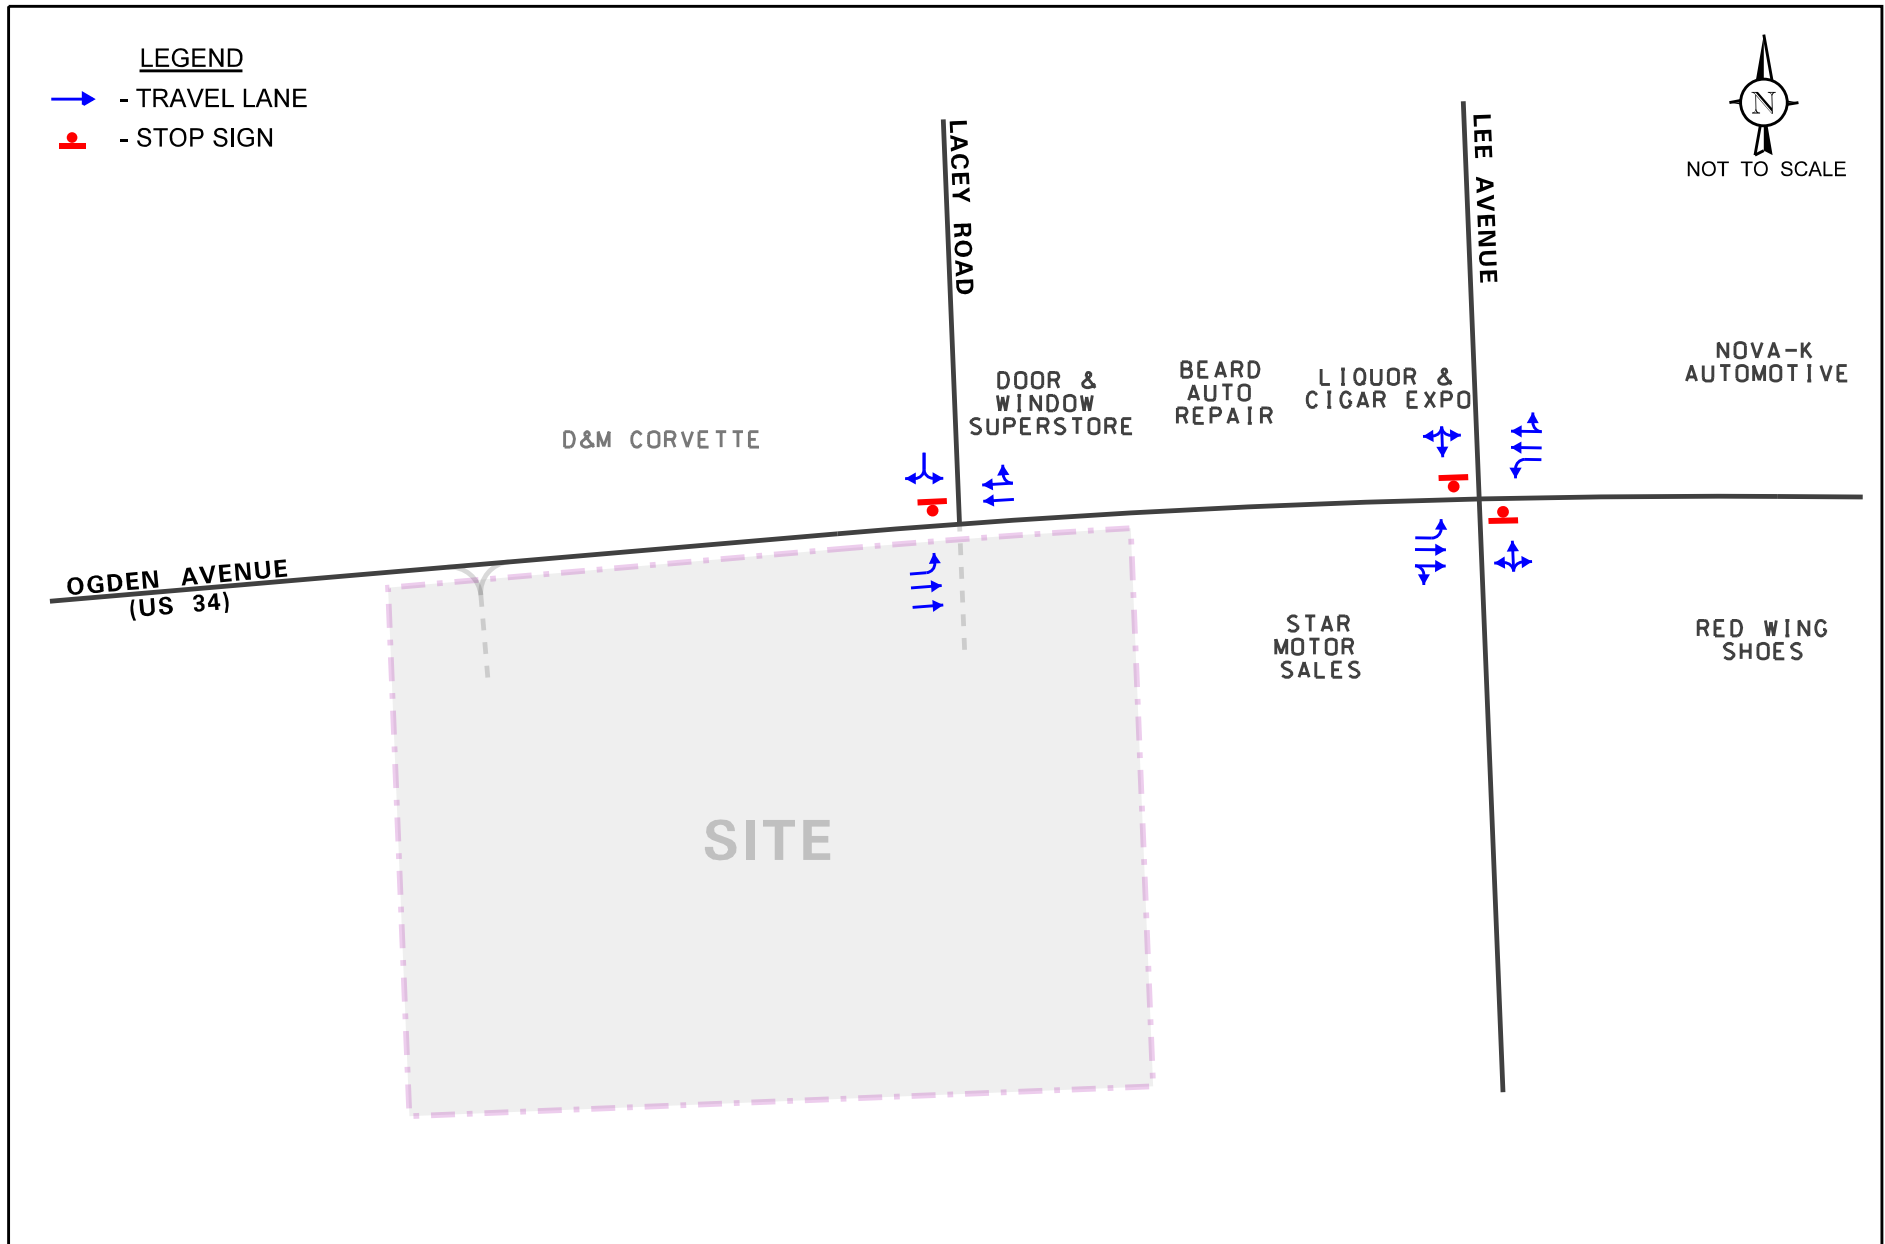 LEGEND
- TRAVEL LANE
- STOP SIGN
N
NOT TO SCALE
LACEY ROAD
LEE AVENUE
NOVA-K
AUTOMOTIVE
DOOR &
WINDOW
SUPERSTORE
BEARD
AUTO
REPAIR
LIQUOR &
CIGAR EXPO
D&M CORVETTE
OGDEN AVENUE
(US 34)
STAR
MOTOR
SALES
RED WING
SHOES
SITE